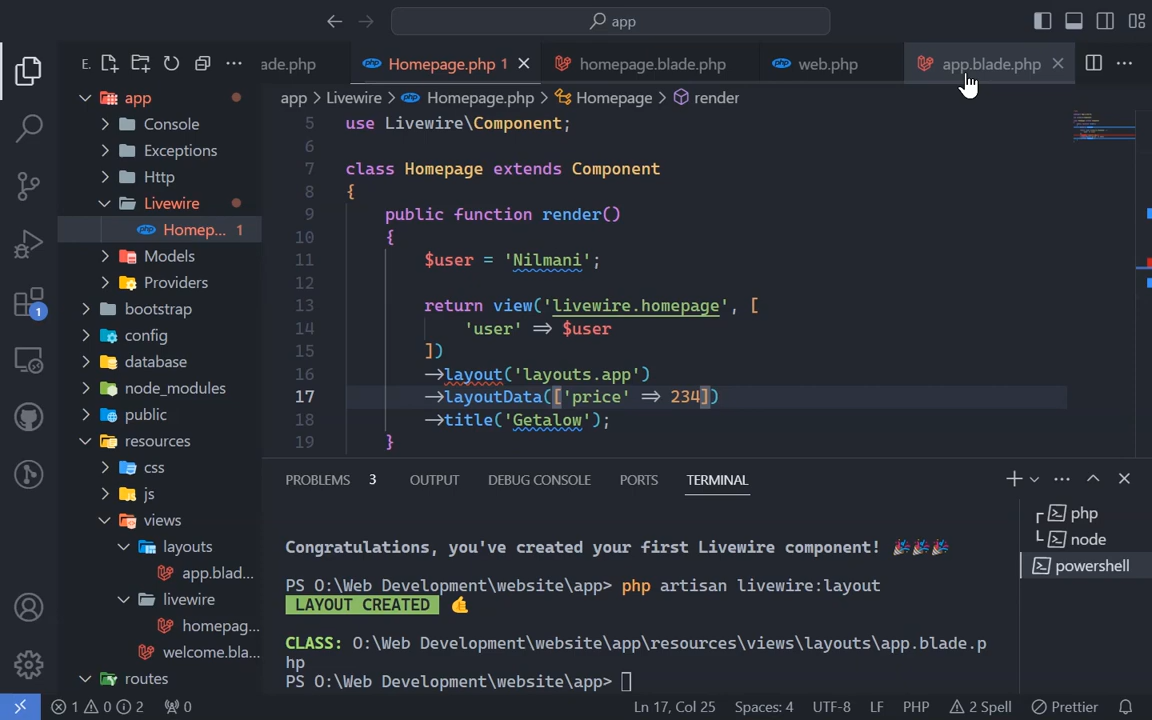 app
E.
ade.php
Homepage.php 1
homepage.blade.php
web.php
app.blade.php
app > Livewire > Homepage.php > Homepage > render
app
Console
Exceptions
Http
Livewire
Homep... 1
Models
Providers
bootstrap
config
database
node_modules
public
resources
css
js
views
layouts
app.blad...
livewire
homepag...
welcome.bla...
routes
1
5 use Livewire\Component;
6
7 class Homepage extends Component
8 {
9 public function render()
10 {
11 $user = 'Nilmani';
12
13 return view('livewire.homepage', [
14 'user' => $user
15 ])
16 ->layout('layouts.app')
17 ->layoutData(['price' => 234])
18 ->title('Getalow');
19 }
PROBLEMS 3 OUTPUT DEBUG CONSOLE PORTS TERMINAL
Congratulations, you've created your first Livewire component! 🎉🎉🎉
PS O:\Web Development\website\app> php artisan livewire:layout
LAYOUT CREATED 🤙
CLASS: O:\Web Development\website\app\resources\views\layouts\app.blade.p
hp
PS O:\Web Development\website\app>
php
node
powershell
1 0 2 0 Ln 17, Col 25 Spaces: 4 UTF-8 LF PHP 2 Spell Prettier